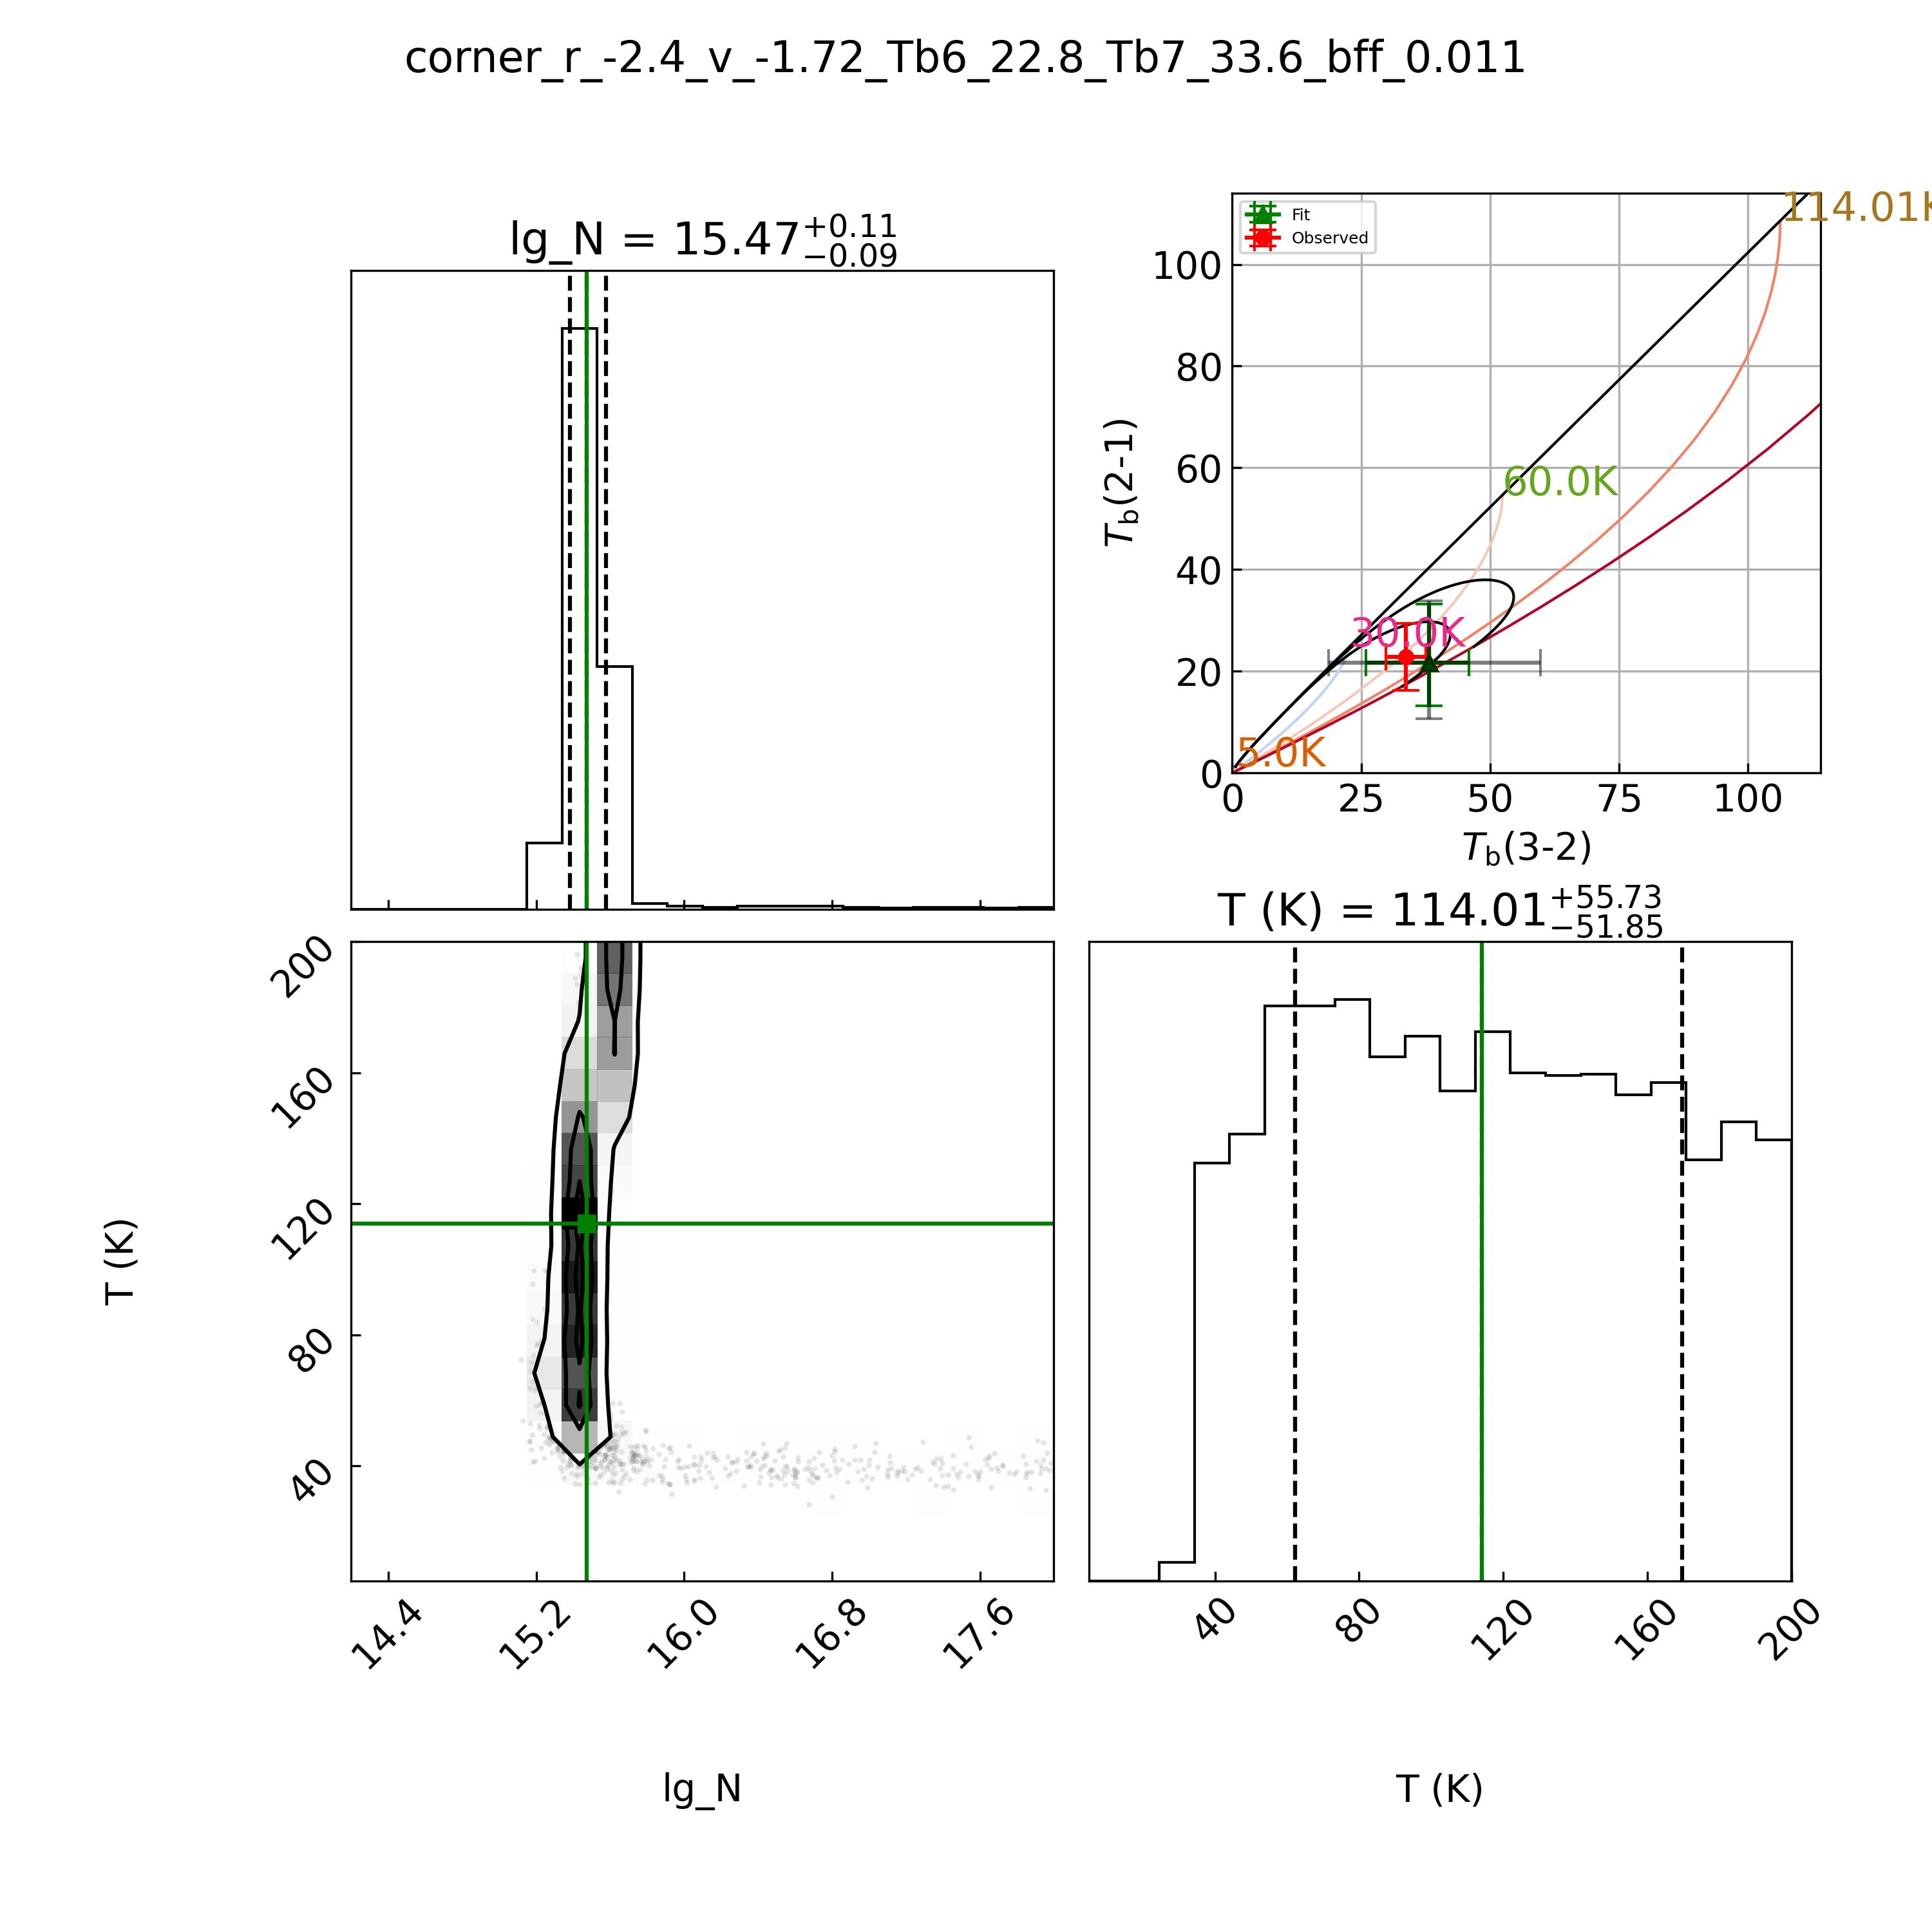 corner_r_-2.4_v_-1.72_Tb6_22.8_Tb7_33.6_bff_0.011
lg_N = 15.47+0.11−0.09
114.01K
Fit
Observed
100
80
60
40
20
0
60.0K
30.0K
5.0K
Tb(2-1)
0 25 50 75 100
Tb(3-2)
T (K) = 114.01+55.73−51.85
200
160
120
80
40
T (K)
14.4 15.2 16.0 16.8 17.6
lg_N
40 80 120 160 200
T (K)